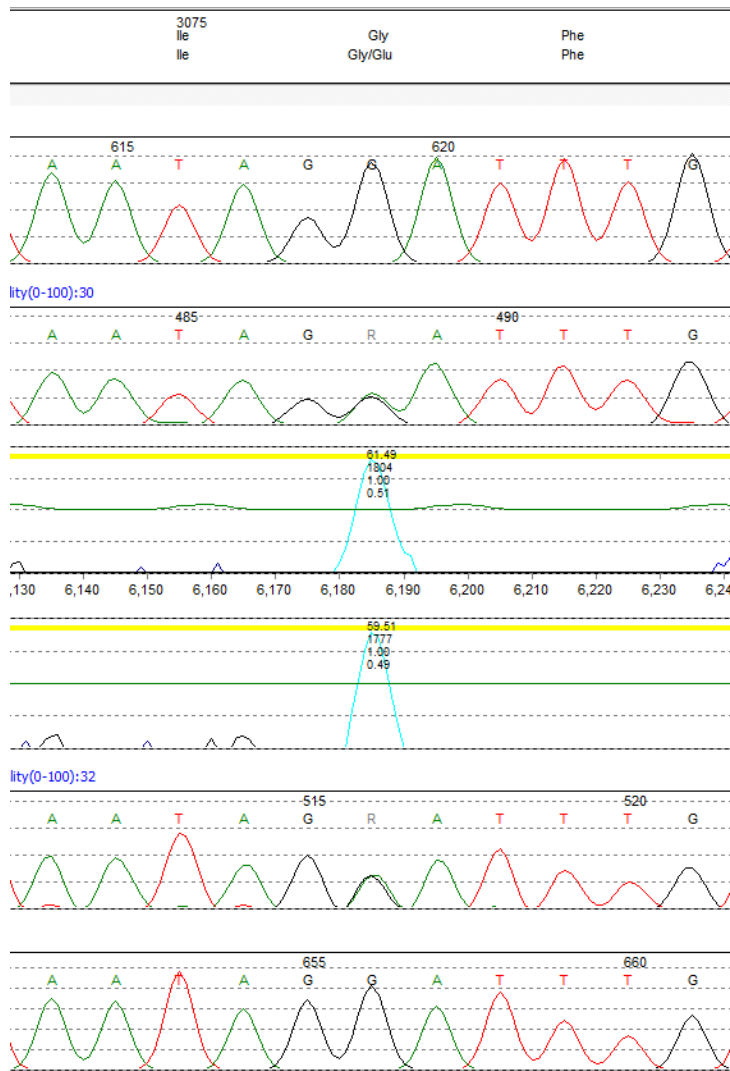 3075
Ile Gly Phe
Ile Gly/Glu Phe
615 620
A A T A G G A T T T G
lity(0-100):30
485 490
A A T A G R A T T T G
61.49
1804
1.00
0.51
,130 6,140 6,150 6,160 6,170 6,180 6,190 6,200 6,210 6,220 6,230 6,24
59.51
1777
1.00
0.49
lity(0-100):32
515 520
A A T A G R A T T T G
655 660
A A T A G G A T T T G